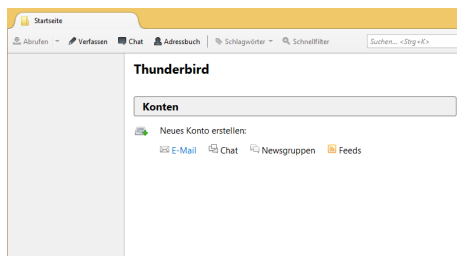 Startseite
Abrufen Verfassen Chat Adressbuch Schlagwörter Schnellfilter Suchen... <Strg+K>
Thunderbird
Konten
Neues Konto erstellen:
E-Mail Chat Newsgruppen Feeds